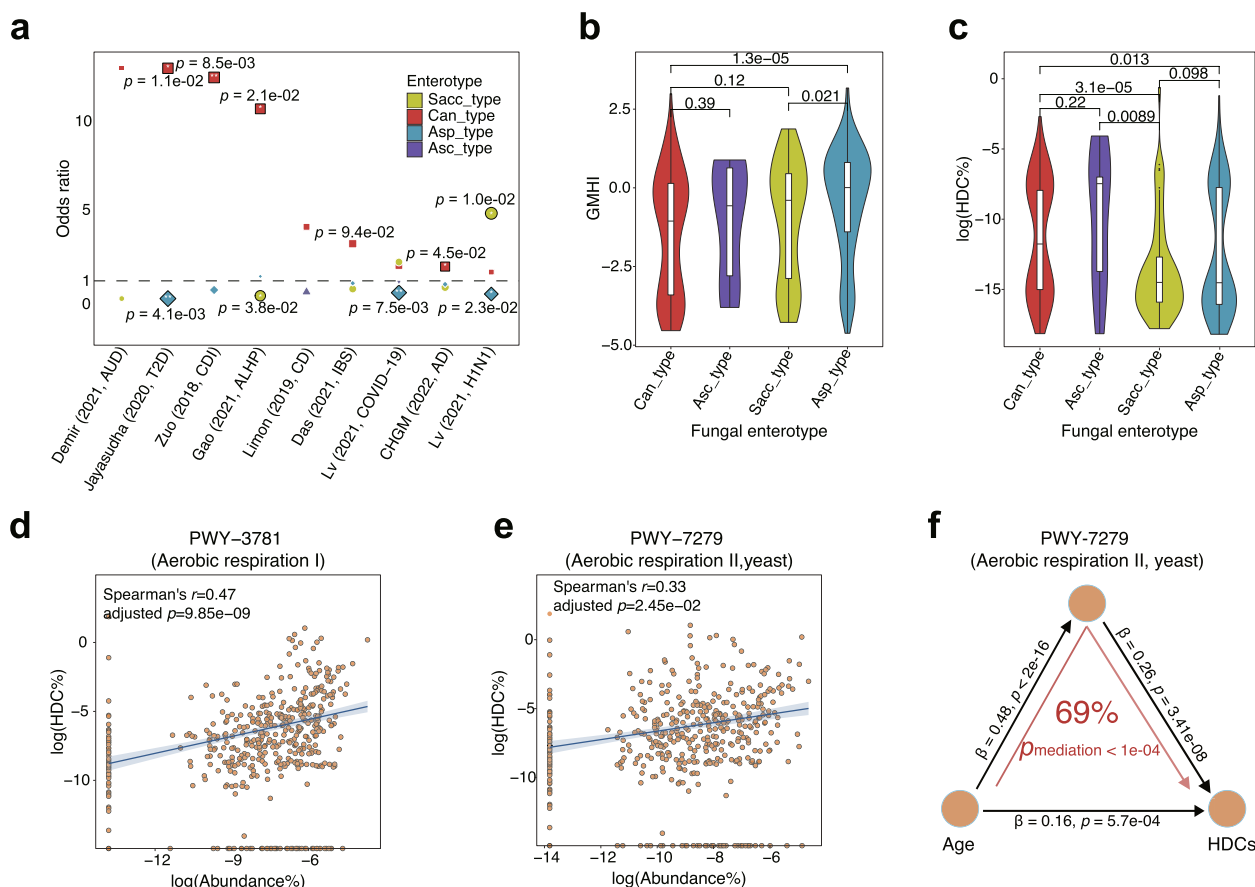 a
Odds ratio
10
5
1
0
p = 8.5e-03
p = 1.1e-02
p = 2.1e-02
p = 9.4e-02
p = 1.0e-02
p = 4.5e-02
p = 4.1e-03
p = 3.8e-02
p = 7.5e-03
p = 2.3e-02
Enterotype
Sacc_type
Can_type
Asp_type
Asc_type
Demir (2021, AUD)
Jayasudha (2020, T2D)
Zuo (2018, CDI)
Gao (2021, ALHP)
Limon (2019, CD)
Das (2021, IBS)
Lv (2021, COVID−19)
CHGM (2022, AD)
Lv (2021, H1N1)
b
GMHI
2.5
0.0
−2.5
−5.0
1.3e−05
0.12
0.39
0.021
Can_type
Asc_type
Sacc_type
Asp_type
Fungal enterotype
c
log(HDC%)
0
−5
−10
−15
0.013
0.098
3.1e−05
0.22
0.0089
Can_type
Asc_type
Sacc_type
Asp_type
Fungal enterotype
d
PWY−3781
(Aerobic respiration I)
Spearman's r=0.47
adjusted p=9.85e−09
log(HDC%)
0
−5
−10
−12
−9
−6
log(Abundance%)
e
PWY−7279
(Aerobic respiration II,yeast)
Spearman's r=0.33
adjusted p=2.45e−02
log(HDC%)
0
−5
−10
−14
−12
−10
−8
−6
log(Abundance%)
f
PWY-7279
(Aerobic respiration II, yeast)
β = 0.48, p < 2e-16
β = 0.26, p = 3.41e-08
69%
pmediation < 1e-04
β = 0.16, p = 5.7e-04
Age
HDCs